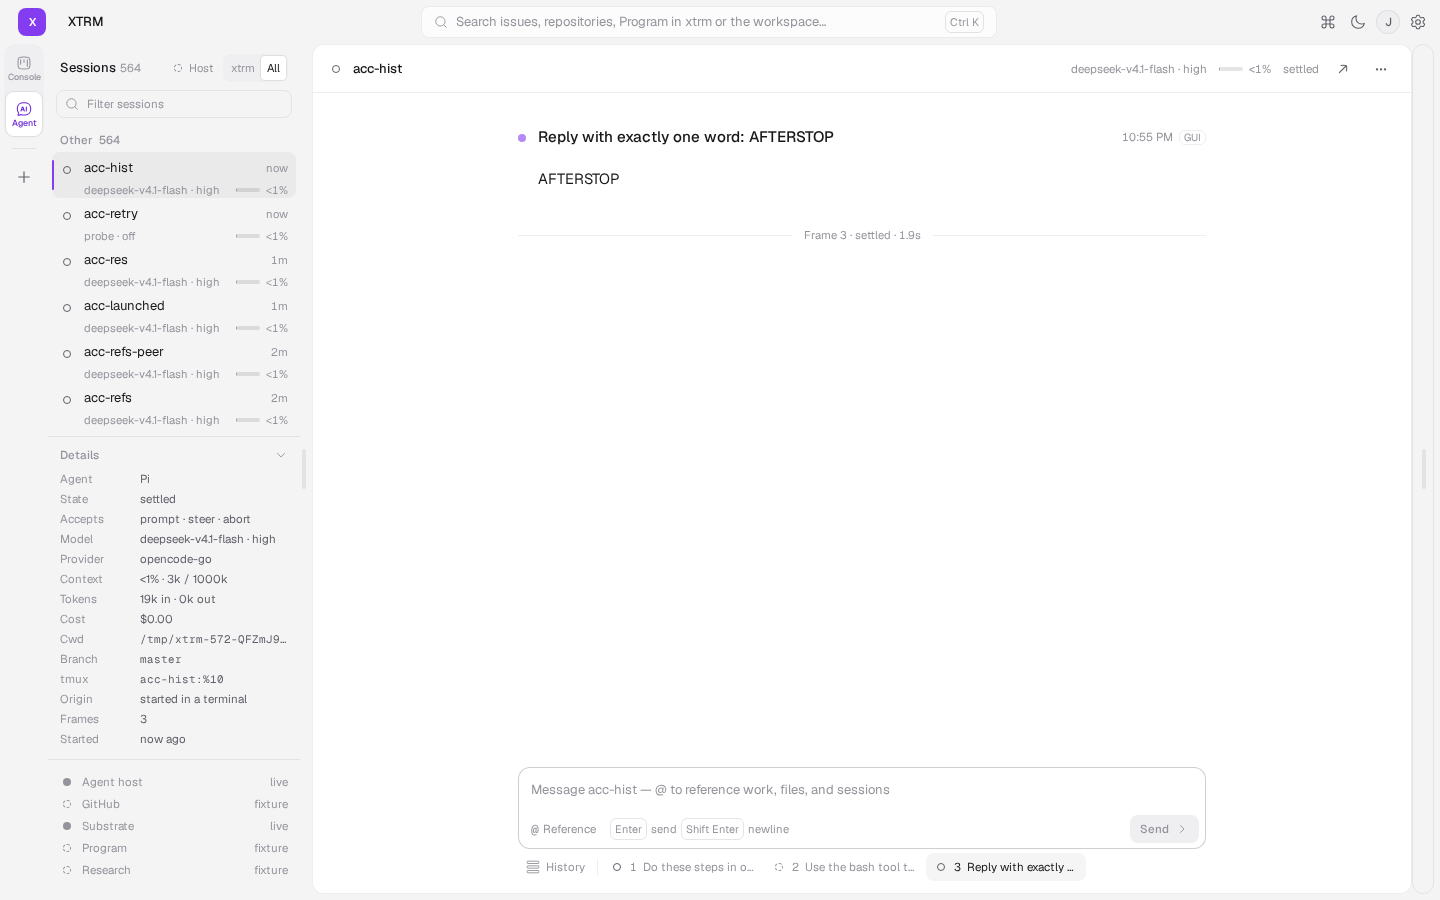 X
XTRM
Search issues, repositories, Program in xtrm or the workspace…
Ctrl K
J
Console
Agent
AI
Sessions 564
Host
xtrm
All
Filter sessions
Other 564
acc-hist now
deepseek-v4.1-flash · high <1%
acc-retry now
probe · off <1%
acc-res 1m
deepseek-v4.1-flash · high <1%
acc-launched 1m
deepseek-v4.1-flash · high <1%
acc-refs-peer 2m
deepseek-v4.1-flash · high <1%
acc-refs 2m
deepseek-v4.1-flash · high <1%
Details
Agent Pi
State settled
Accepts prompt · steer · abort
Model deepseek-v4.1-flash · high
Provider opencode-go
Context <1% · 3k / 1000k
Tokens 19k in · 0k out
Cost $0.00
Cwd /tmp/xtrm-572-QFZmJ9…
Branch master
tmux acc-hist:%10
Origin started in a terminal
Frames 3
Started now ago
Agent host live
GitHub fixture
Substrate live
Program fixture
Research fixture
acc-hist
deepseek-v4.1-flash · high <1% settled
Reply with exactly one word: AFTERSTOP 10:55 PM GUI
AFTERSTOP
Frame 3 · settled · 1.9s
Message acc-hist — @ to reference work, files, and sessions
@ Reference Enter send Shift Enter newline
Send
History
1 Do these steps in o…
2 Use the bash tool t…
3 Reply with exactly …